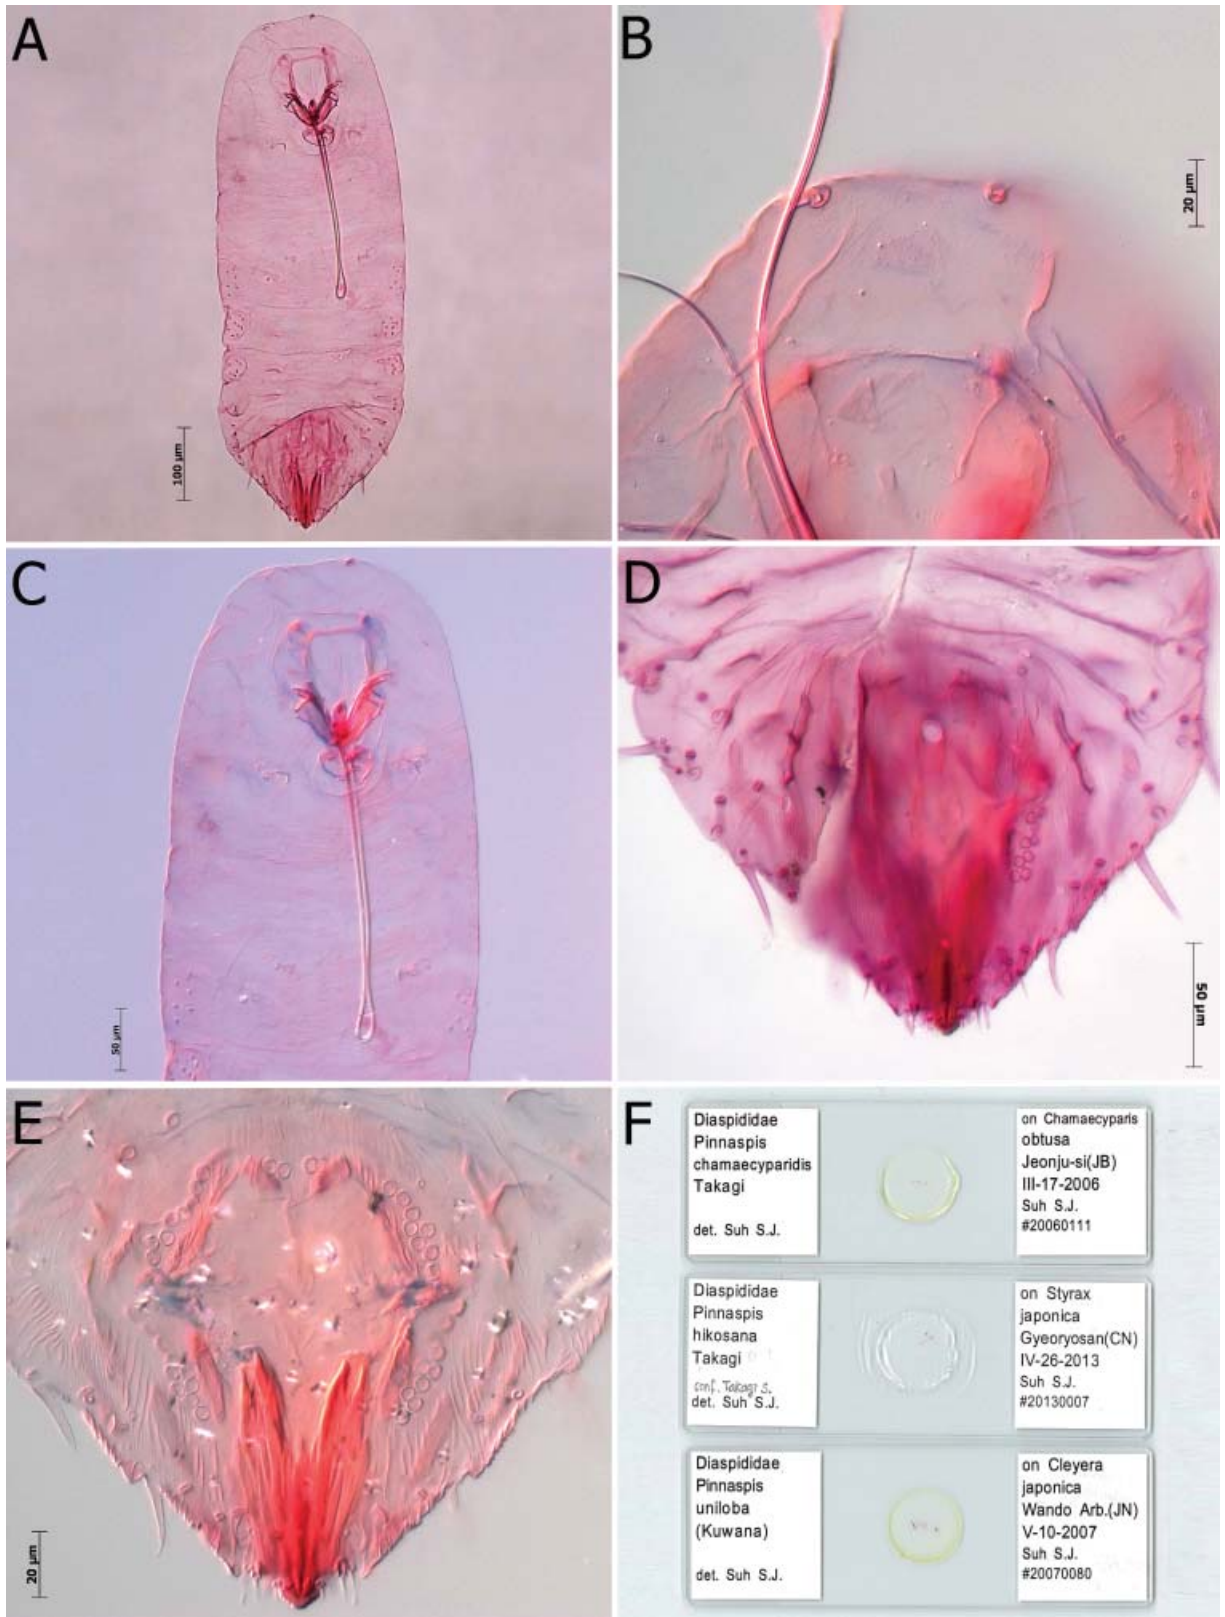 A
100 µm
B
20 µm
C
50 µm
D
50 µm
E
20 µm
F
Diaspididae
Pinnaspis
chamaecyparidis
Takagi
det. Suh S.J.
on Chamaecyparis
obtusa
Jeonju-si(JB)
III-17-2006
Suh S.J.
#20060111
Diaspididae
Pinnaspis
hikosana
Takagi
conf. Takagi S.
det. Suh S.J.
on Styrax
japonica
Gyeoryosan(CN)
IV-26-2013
Suh S.J.
#20130007
Diaspididae
Pinnaspis
uniloba
(Kuwana)
det. Suh S.J.
on Cleyera
japonica
Wando Arb.(JN)
V-10-2007
Suh S.J.
#20070080